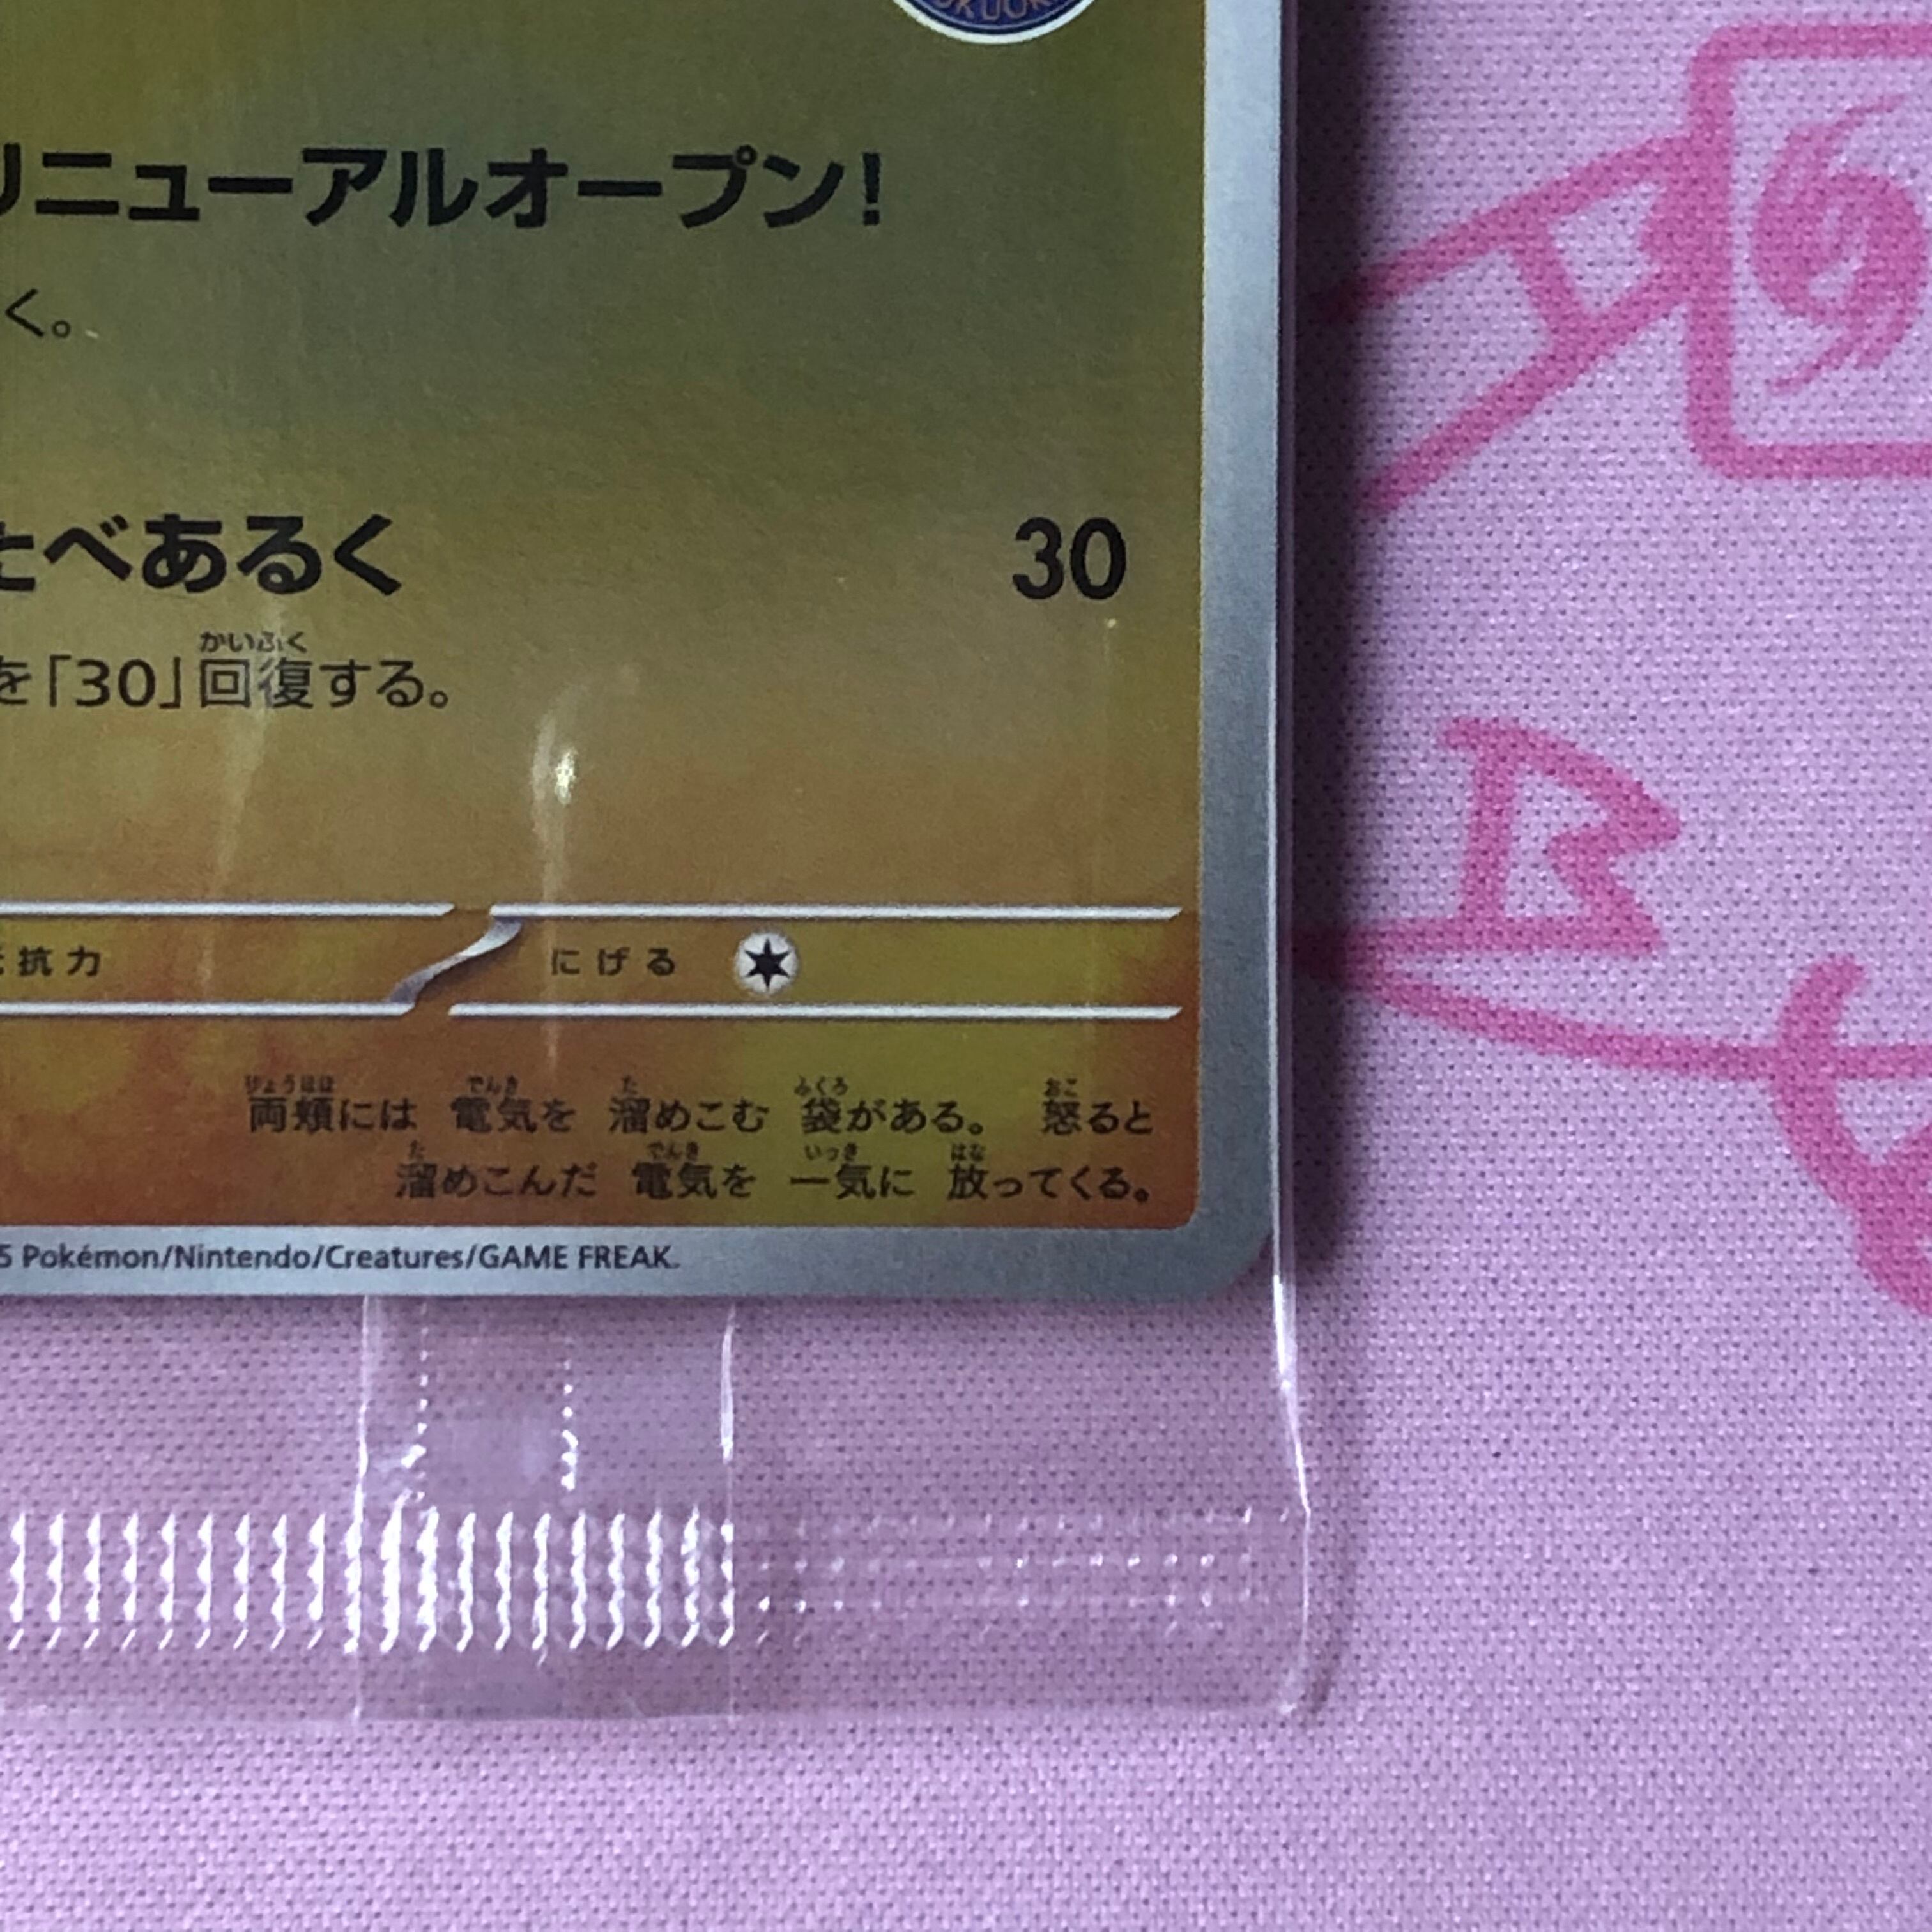 リニューアルオープン!
く。
たべあるく 30
かいふく
を「30」回復する。
抗力 にげる
りょうほほ でんき た ふくろ おこ
両頬には 電気を 溜めこむ 袋がある。 怒ると
た でんき いっき はな
溜めこんだ 電気を 一気に 放ってくる。
5 Pokémon/Nintendo/Creatures/GAME FREAK.